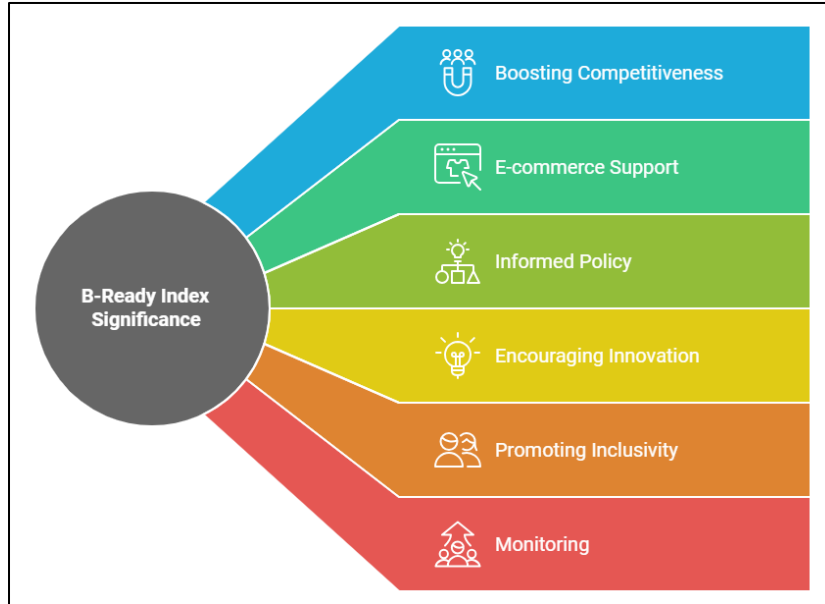 B-Ready Index
Significance
Boosting Competitiveness
E-commerce Support
Informed Policy
Encouraging Innovation
Promoting Inclusivity
Monitoring